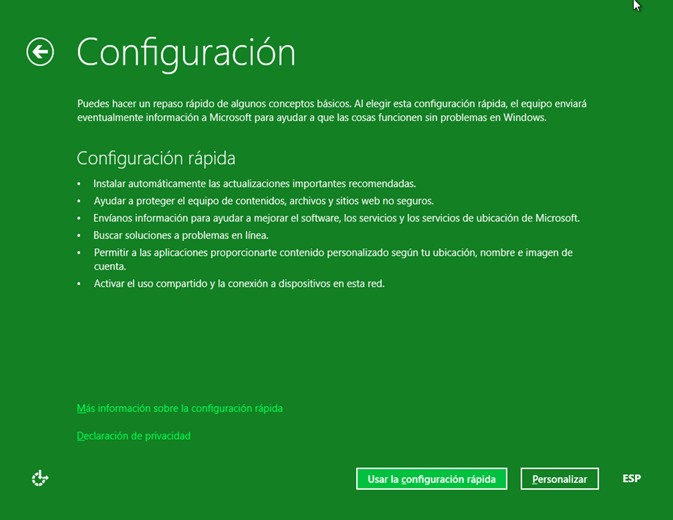 Configuración
Puedes hacer un repaso rápido de algunos conceptos básicos. Al elegir esta configuración rápida, el equipo enviará
eventualmente información a Microsoft para ayudar a que las cosas funcionen sin problemas en Windows.
Configuración rápida
• Instalar automáticamente las actualizaciones importantes recomendadas.
• Ayudar a proteger el equipo de contenidos, archivos y sitios web no seguros.
• Envíanos información para ayudar a mejorar el software, los servicios y los servicios de ubicación de Microsoft.
• Buscar soluciones a problemas en línea.
• Permitir a las aplicaciones proporcionarte contenido personalizado según tu ubicación, nombre e imagen de
cuenta.
• Activar el uso compartido y la conexión a dispositivos en esta red.
Más información sobre la configuración rápida
Declaración de privacidad
Usar la configuración rápida Personalizar ESP